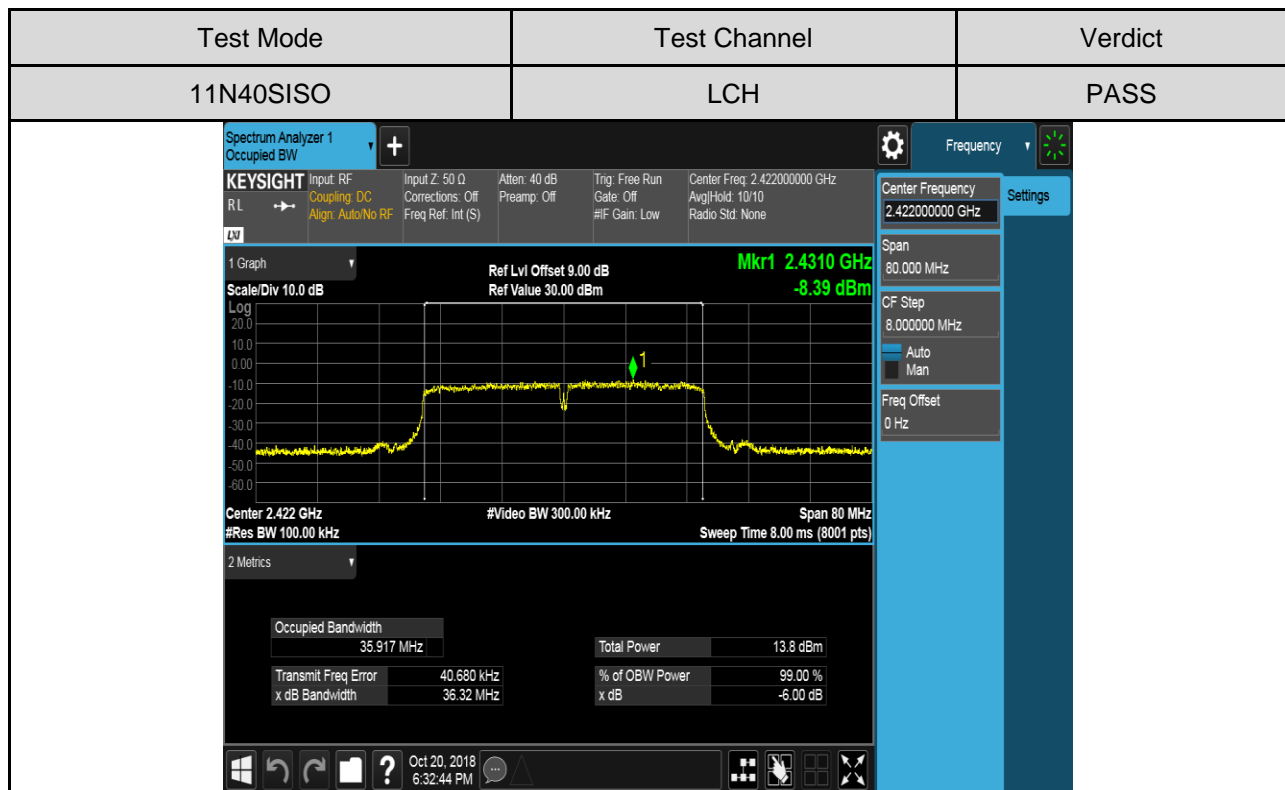 Test Mode Test Channel Verdict
11N40SISO LCH PASS
Spectrum Analyzer 1
Occupied BW
+
Frequency
KEYSIGHT Input: RF Input Z: 50 Ω Atten: 40 dB Trig: Free Run Center Freq: 2.422000000 GHz
RL Coupling: DC Corrections: Off Preamp: Off Gate: Off Avg|Hold: 10/10
Align: Auto/No RF Freq Ref: Int (S) #IF Gain: Low Radio Std: None
LXI
Center Frequency
2.422000000 GHz
Settings
Span
80.000 MHz
CF Step
8.000000 MHz
Auto
Man
Freq Offset
0 Hz
1 Graph Ref Lvl Offset 9.00 dB Mkr1 2.4310 GHz
Scale/Div 10.0 dB Ref Value 30.00 dBm -8.39 dBm
Log
20.0
10.0
0.00
-10.0
-20.0
-30.0
-40.0
-50.0
-60.0
1
Center 2.422 GHz #Video BW 300.00 kHz Span 80 MHz
#Res BW 100.00 kHz Sweep Time 8.00 ms (8001 pts)
2 Metrics
Occupied Bandwidth
35.917 MHz Total Power 13.8 dBm
Transmit Freq Error 40.680 kHz % of OBW Power 99.00 %
x dB Bandwidth 36.32 MHz x dB -6.00 dB
? Oct 20, 2018
6:32:44 PM